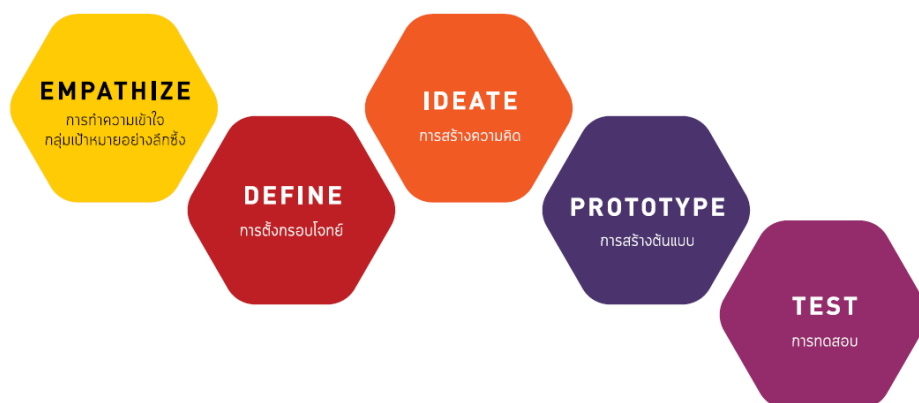 EMPATHIZE
การทำความเข้าใจ
กลุ่มเป้าหมายอย่างลึกซึ้ง
DEFINE
การตั้งกรอบโจทย์
IDEATE
การสร้างความคิด
PROTOTYPE
การสร้างต้นแบบ
TEST
การทดสอบ